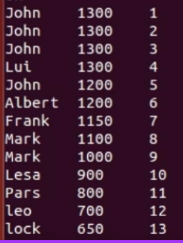 John 1300 1
John 1300 2
John 1300 3
Lui 1300 4
John 1200 5
Albert 1200 6
Frank 1150 7
Mark 1100 8
Mark 1000 9
Lesa 900 10
Pars 800 11
leo 700 12
lock 650 13